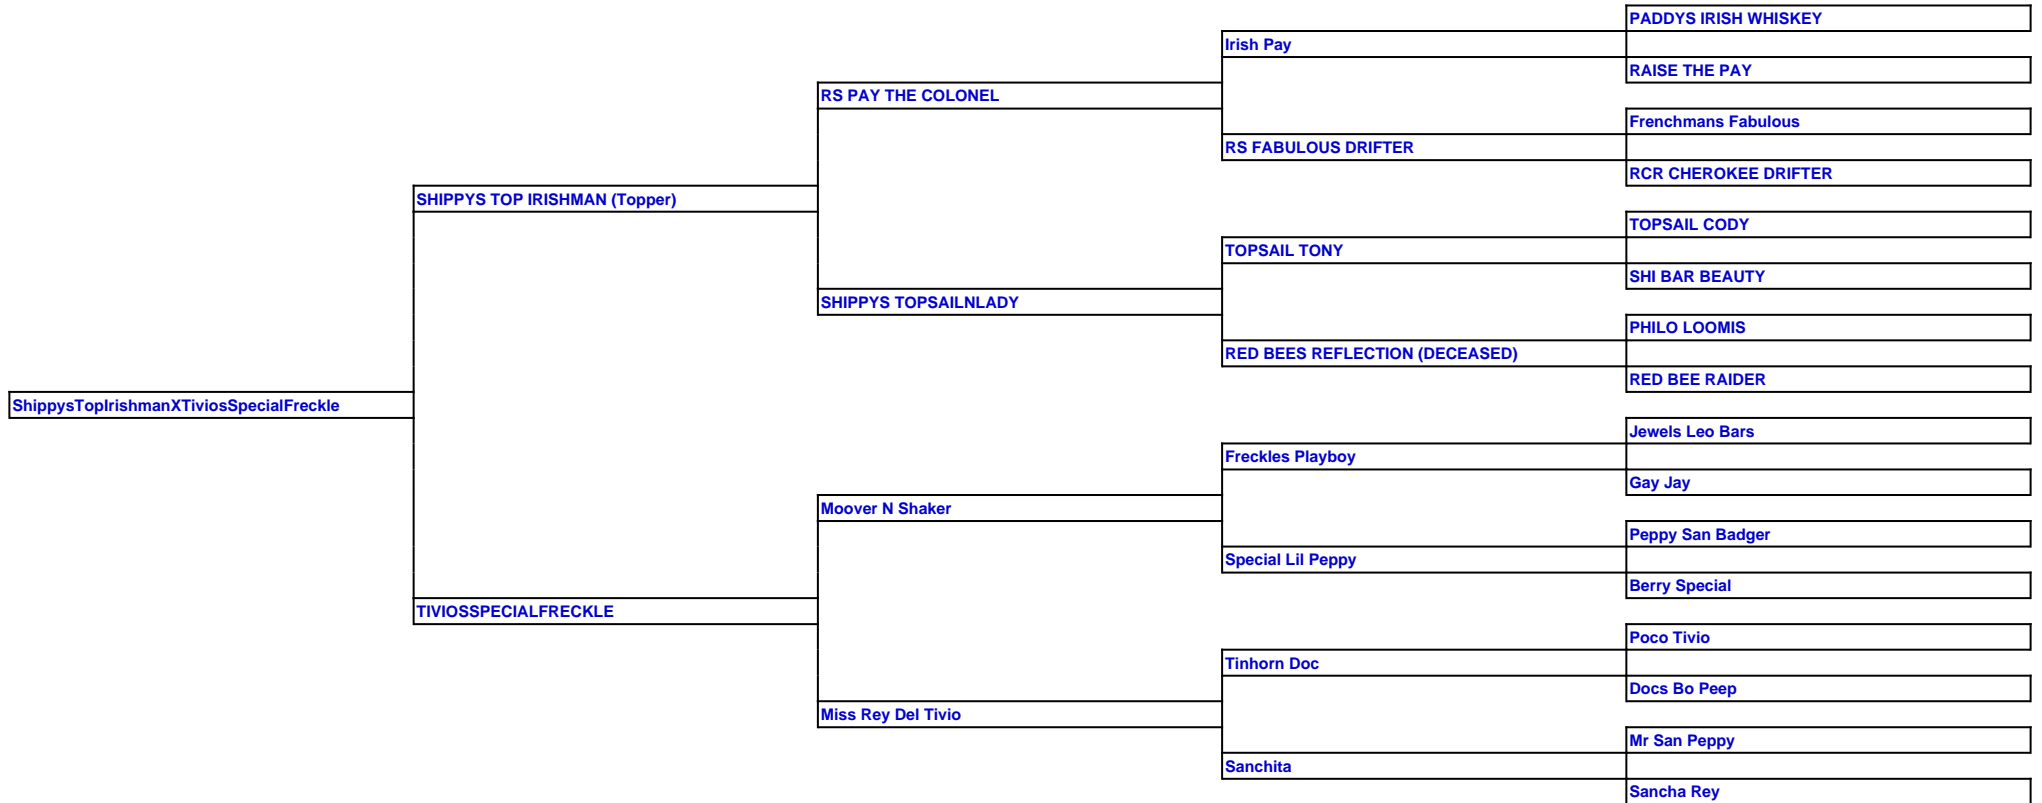 PADDYS IRISH WHISKEY
Irish Pay
RAISE THE PAY
RS PAY THE COLONEL
Frenchmans Fabulous
RS FABULOUS DRIFTER
RCR CHEROKEE DRIFTER
SHIPPYS TOP IRISHMAN (Topper)
TOPSAIL CODY
TOPSAIL TONY
SHI BAR BEAUTY
SHIPPYS TOPSAILNLADY
PHILO LOOMIS
RED BEES REFLECTION (DECEASED)
RED BEE RAIDER
ShippysTopIrishmanXTiviosSpecialFreckle
Jewels Leo Bars
Freckles Playboy
Gay Jay
Moover N Shaker
Peppy San Badger
Special Lil Peppy
Berry Special
TIVIOSSPECIALFRECKLE
Poco Tivio
Tinhorn Doc
Docs Bo Peep
Miss Rey Del Tivio
Mr San Peppy
Sanchita
Sancha Rey